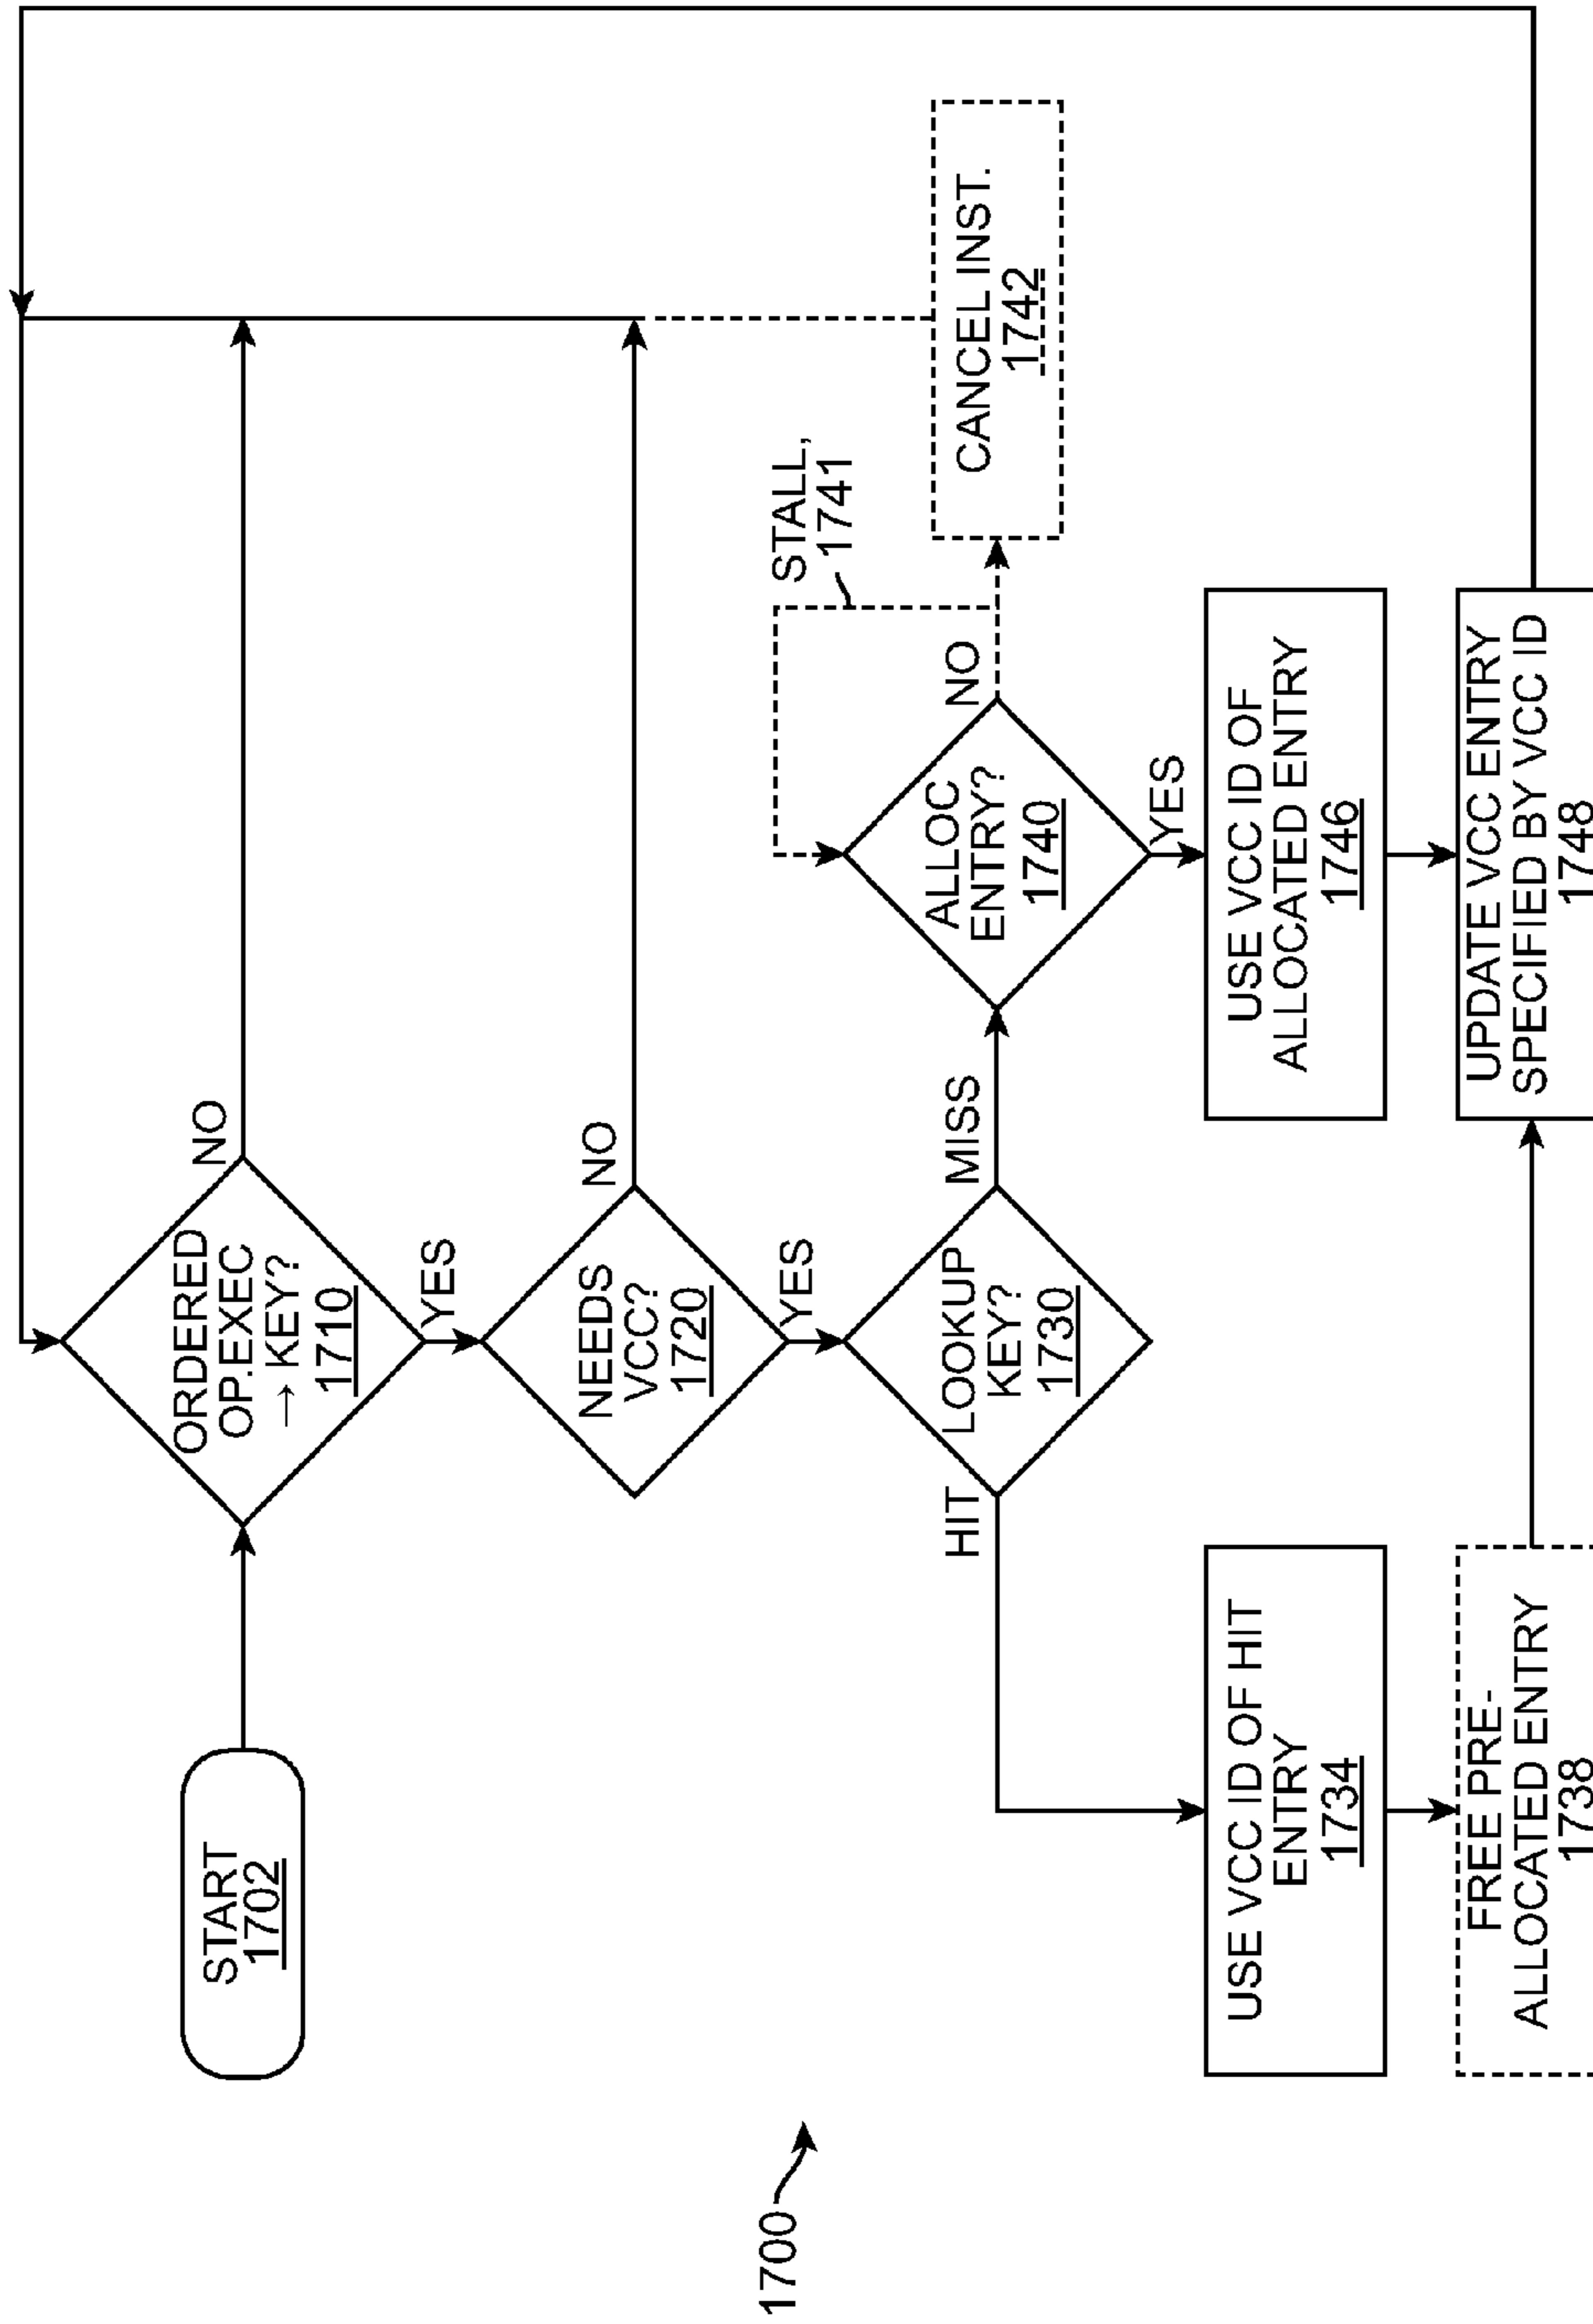 1700
START
1702
ORDERED
OP.EXEC
→ KEY?
1710
NO
YES
NEEDS
VCC?
1720
NO
YES
LOOKUP
KEY?
1730
HIT
MISS
ALLOC
ENTRY?
1740
NO
YES
STALL,
1741
CANCEL INST.
1742
USE VCC ID OF HIT
ENTRY
1734
FREE PRE-
ALLOCATED ENTRY
1738
USE VCC ID OF
ALLOCATED ENTRY
1746
UPDATE VCC ENTRY
SPECIFIED BY VCC ID
1748